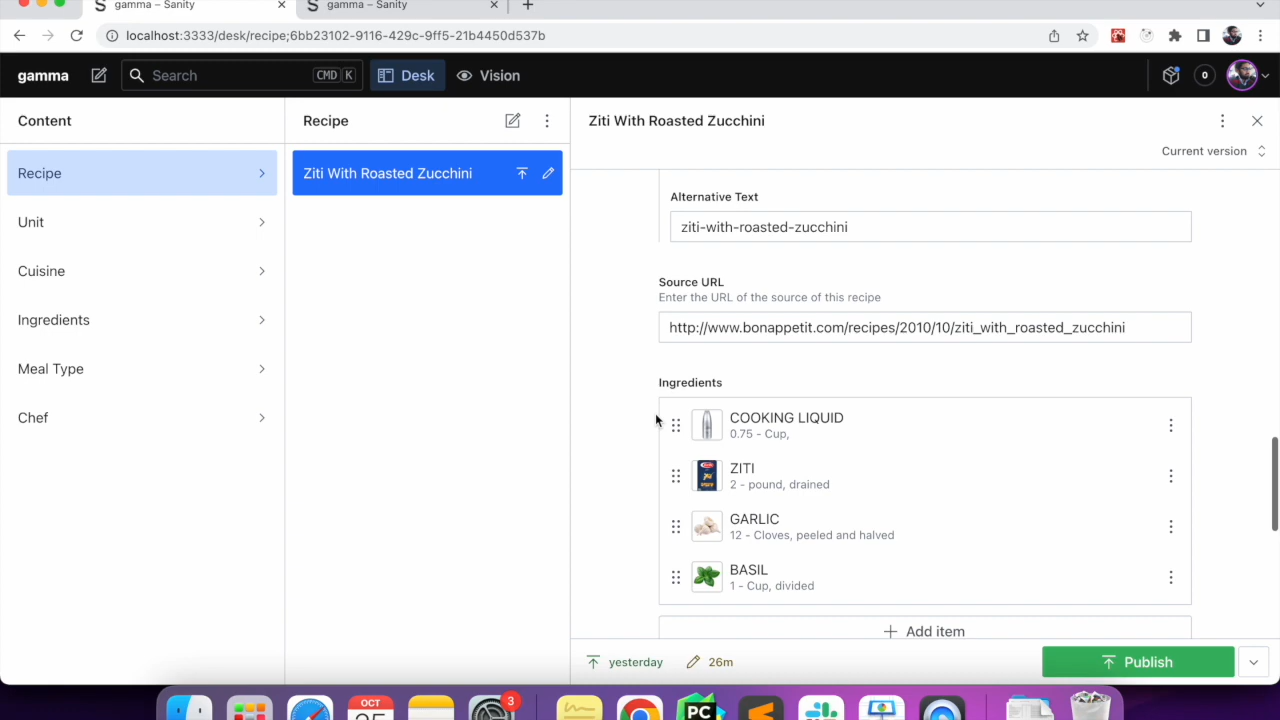 gamma – Sanity
gamma – Sanity
localhost:3333/desk/recipe;6bb23102-9116-429c-9ff5-21b4450d537b
gamma
Search
CMD K
Desk
Vision
0
Content
Recipe
Unit
Cuisine
Ingredients
Meal Type
Chef
Recipe
Ziti With Roasted Zucchini
Ziti With Roasted Zucchini
Current version
Alternative Text
ziti-with-roasted-zucchini
Source URL
Enter the URL of the source of this recipe
http://www.bonappetit.com/recipes/2010/10/ziti_with_roasted_zucchini
Ingredients
COOKING LIQUID
0.75 - Cup,
ZITI
2 - pound, drained
GARLIC
12 - Cloves, peeled and halved
BASIL
1 - Cup, divided
Add item
yesterday
26m
Publish
OCT
3
PC